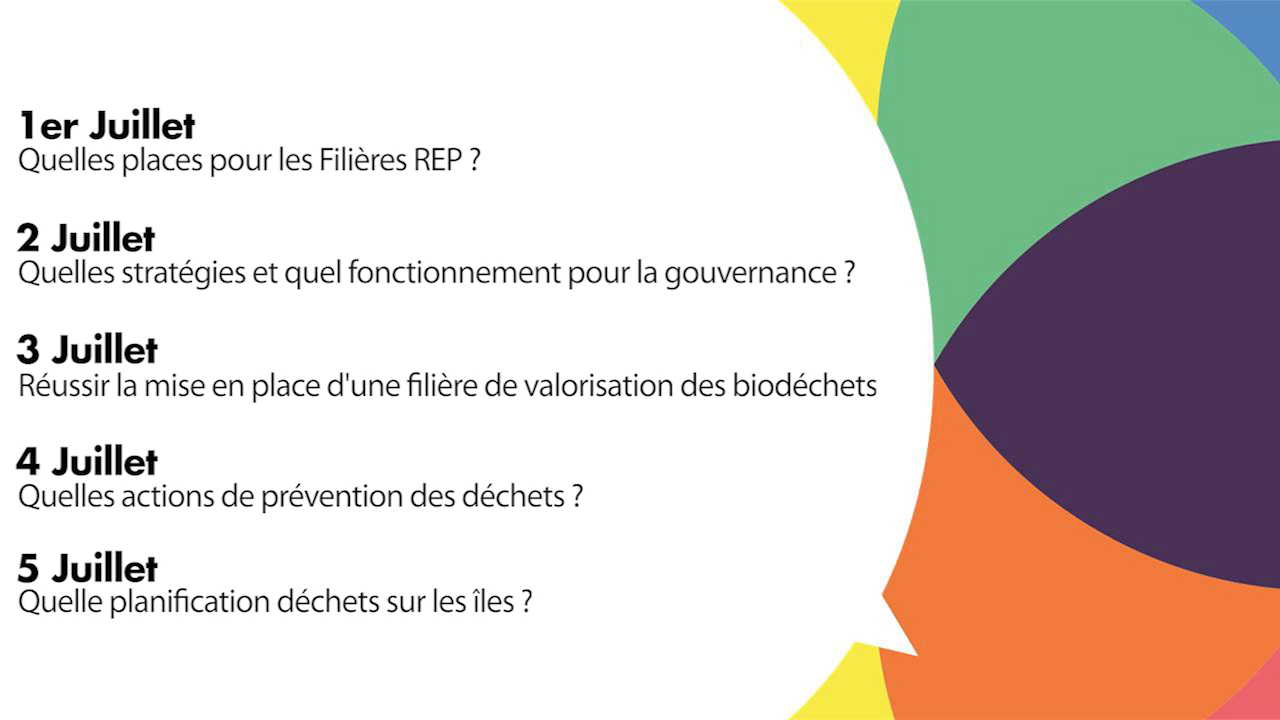 1er Juillet
Quelles places pour les Filières REP ?
2 Juillet
Quelles stratégies et quel fonctionnement pour la gouvernance ?
3 Juillet
Réussir la mise en place d'une filière de valorisation des biodéchets
4 Juillet
Quelles actions de prévention des déchets ?
5 Juillet
Quelle planification déchets sur les îles ?